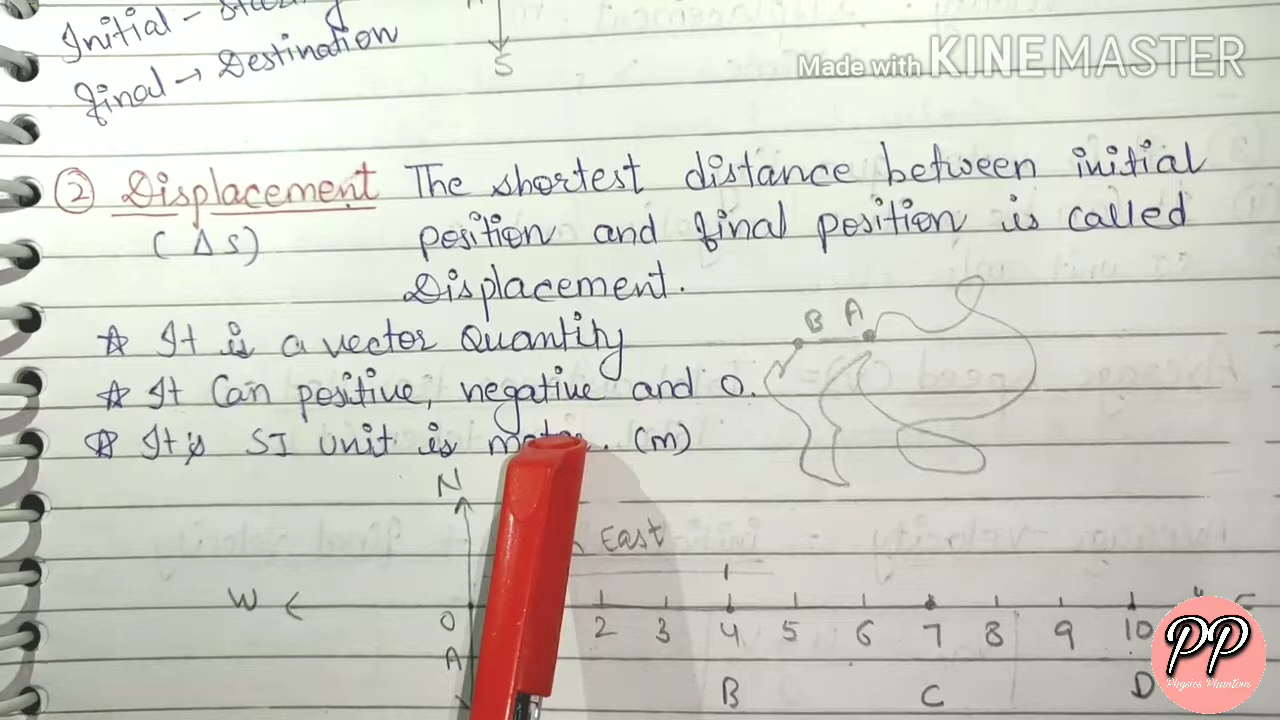 Initial -
final → Destination
S
Made with KINEMASTER
② Displacement The shortest distance between initial
(Δs) position and final position is called
Displacement.
B A
☆ It is a vector Quantity
☆ It Can positive, negative and 0.
☆ It's SI unit is (m)
N
East
W
O 2 3 4 5 6 7 8 9 10
A B C D
PP
Physics Phantom